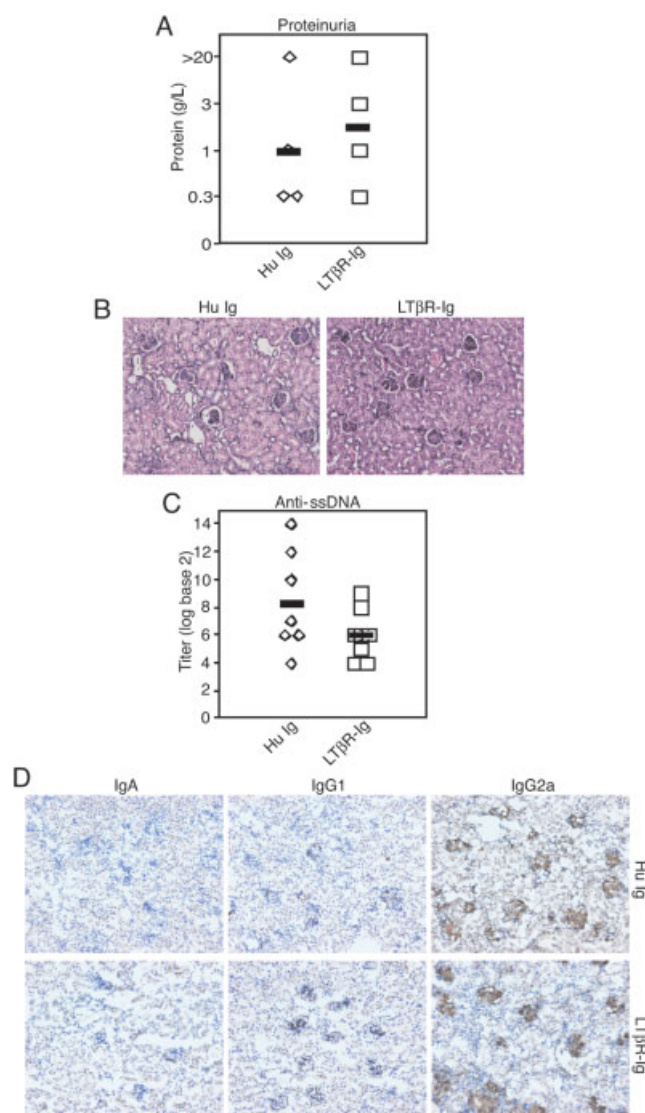 A
Proteinuria
Protein (g/L)
>20
3
1
0.3
0
Hu Ig
LTβR-Ig
B
Hu Ig
LTβR-Ig
C
Anti-ssDNA
Titer (log base 2)
14
12
10
8
6
4
2
0
Hu Ig
LTβR-Ig
D
IgA
IgG1
IgG2a
Hu Ig
LTβR-Ig